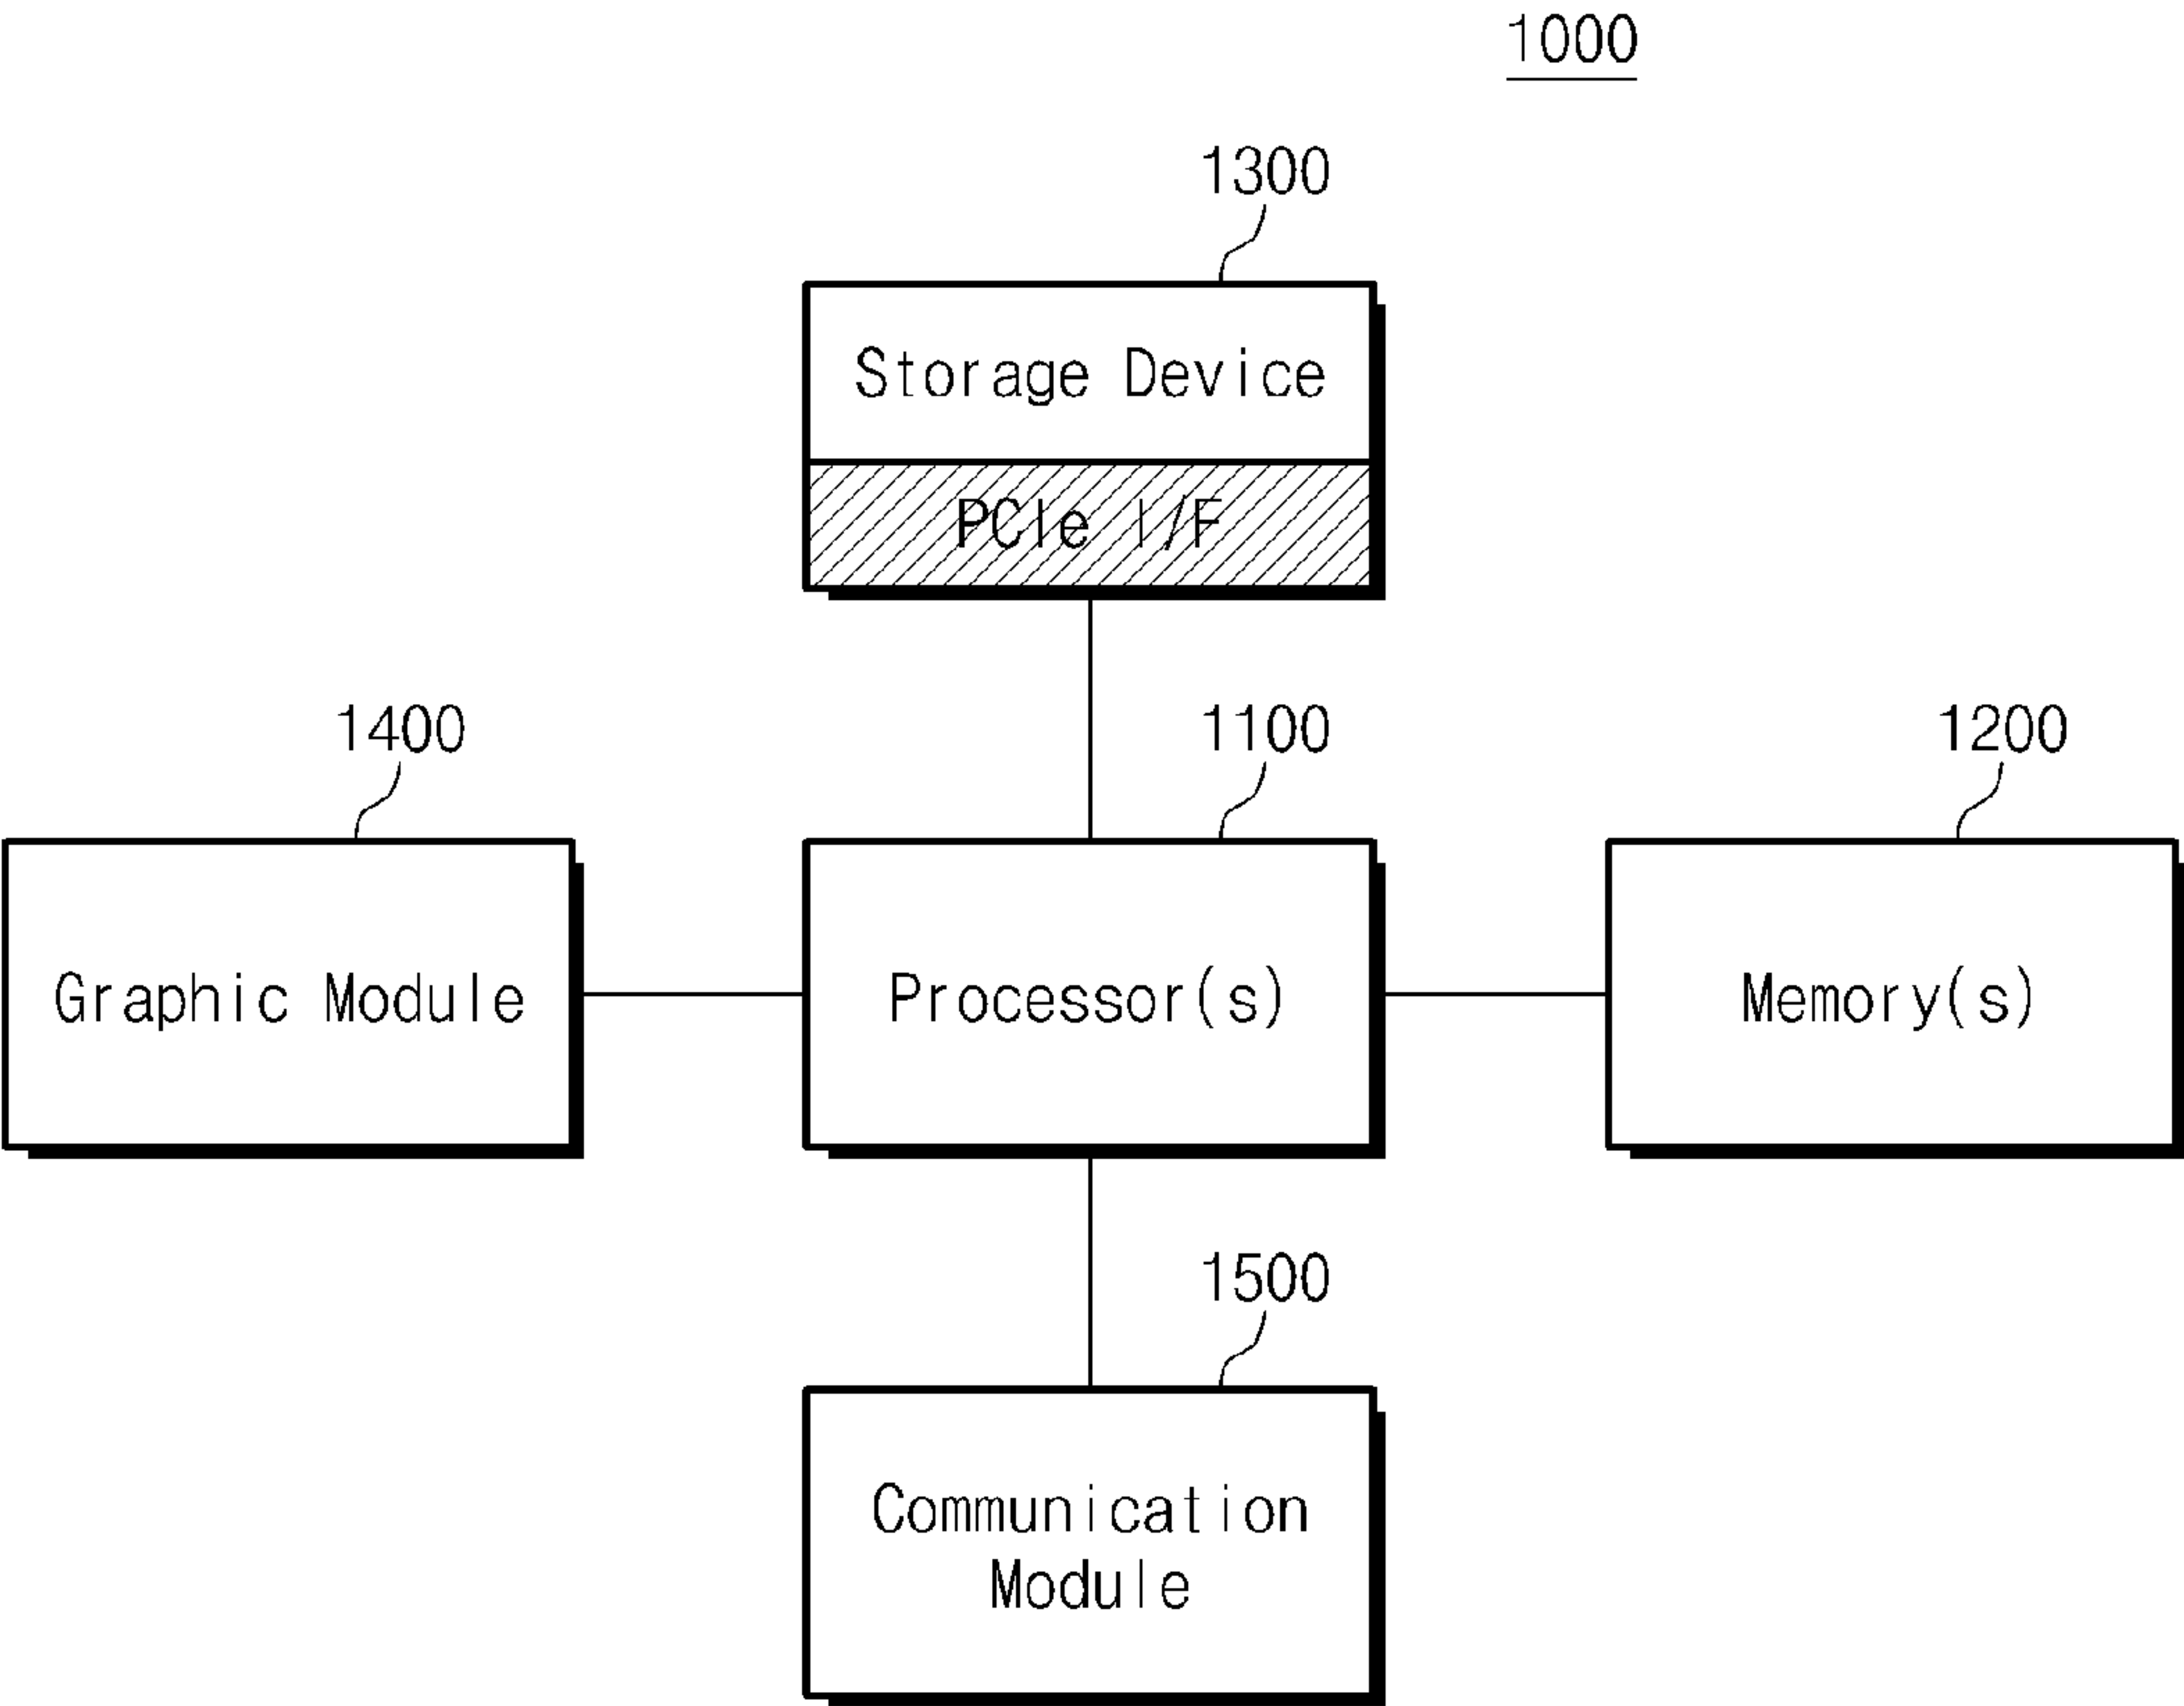 1000
1300
Storage Device
PCIe I/F
1400
1100
1200
Graphic Module
Processor(s)
Memory(s)
1500
Communication
Module